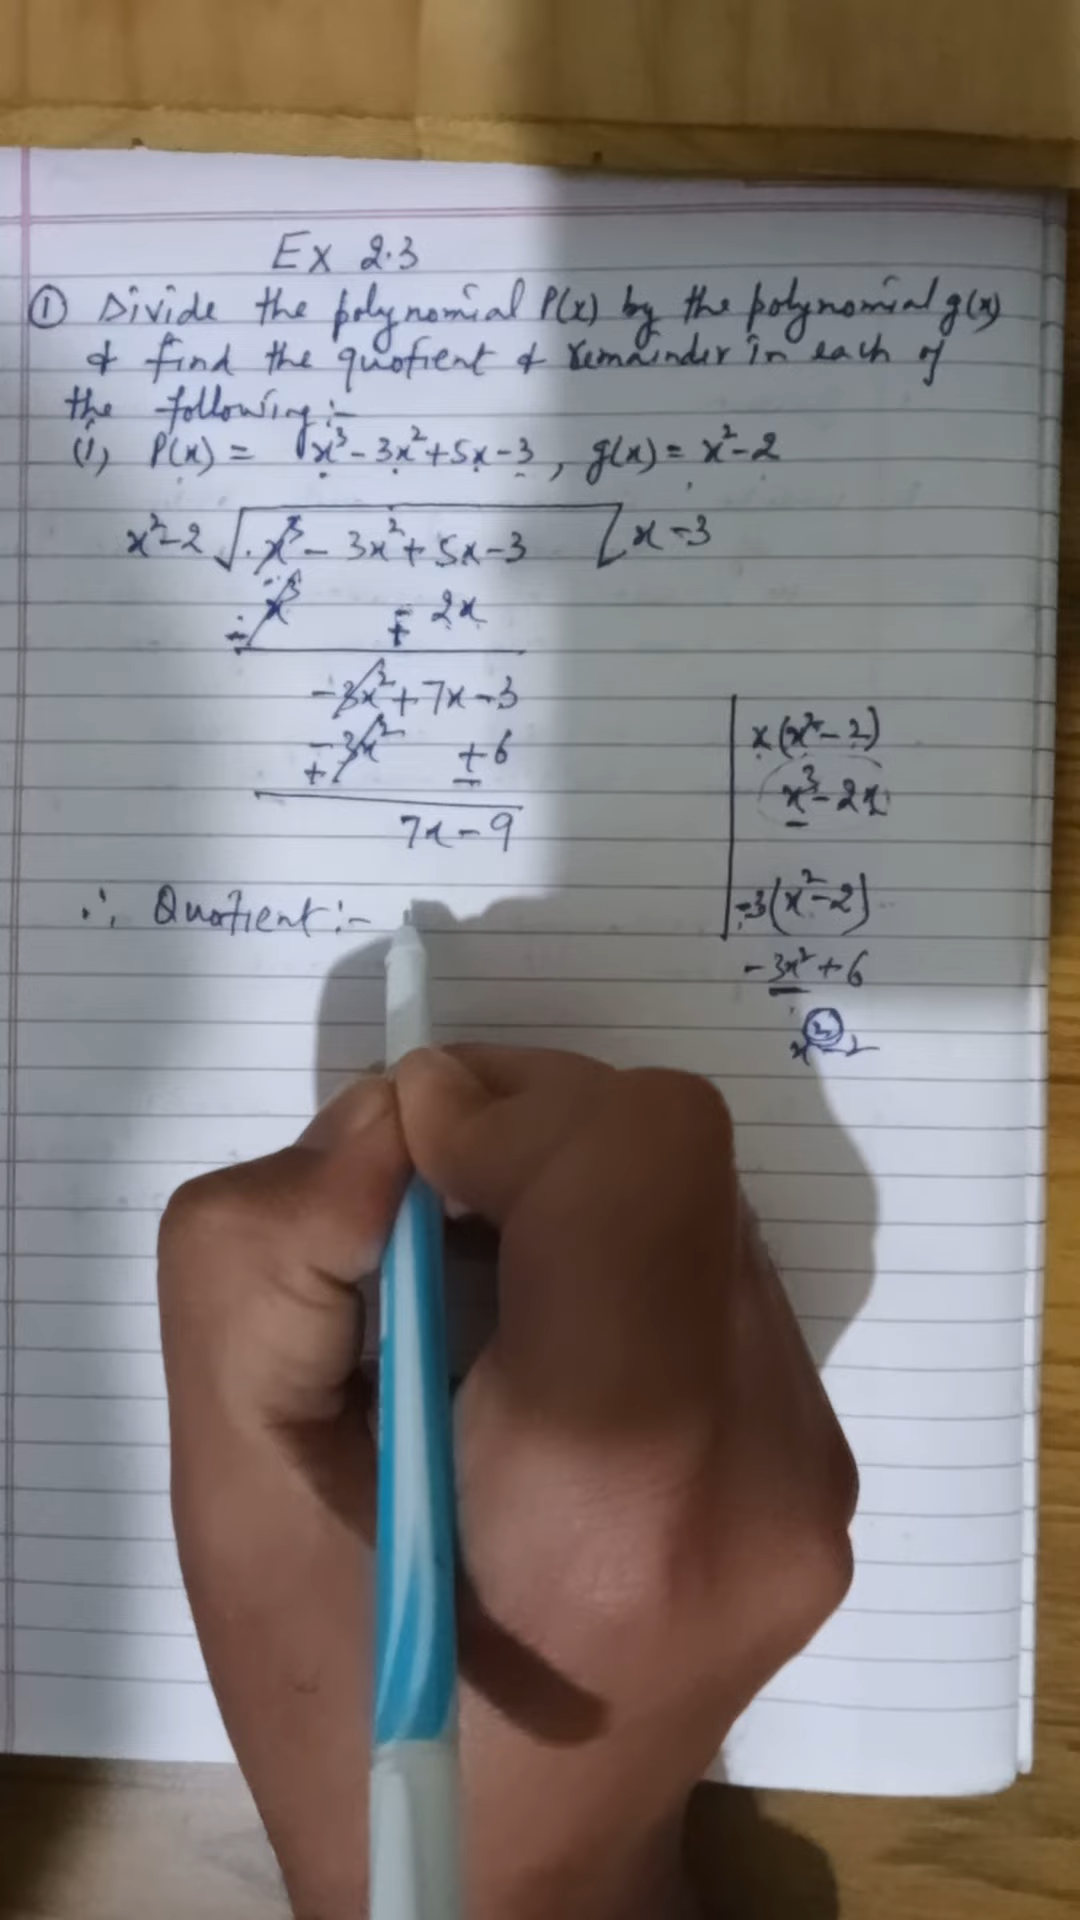 Ex 2.3
① Divide the polynomial P(x) by the polynomial g(x)
& find the quotient & remainder in each of
the following:-
(i) P(x) = x³ - 3x² + 5x - 3, g(x) = x² - 2
x² - 2 √ x³ - 3x² + 5x - 3 [ x - 3
x³ - 2x
- +
-3x² + 7x - 3
-3x² + 6
+ -
7x - 9
∴ Quotient:-
x(x² - 2)
x³ - 2x
-3(x² - 2)
-3x² + 6